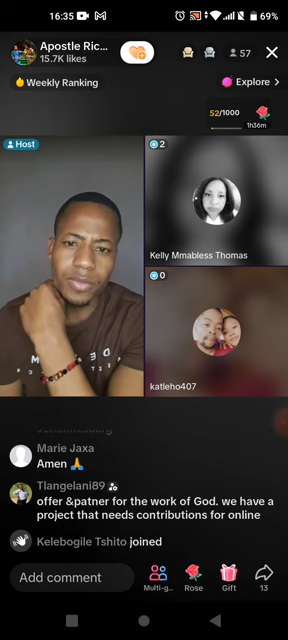 16:35
69%
Apostle Ric...
15.7K likes
57
Weekly Ranking
Explore >
52/1000
1h36m
Host
2
Kelly Mmabless Thomas
0
katleho407
Marie Jaxa
Amen 🙏
Tlangelani89
offer &patner for the work of God. we have a
project that needs contributions for online
Kelebogile Tshito joined
Add comment
Multi-g...
Rose
Gift
13